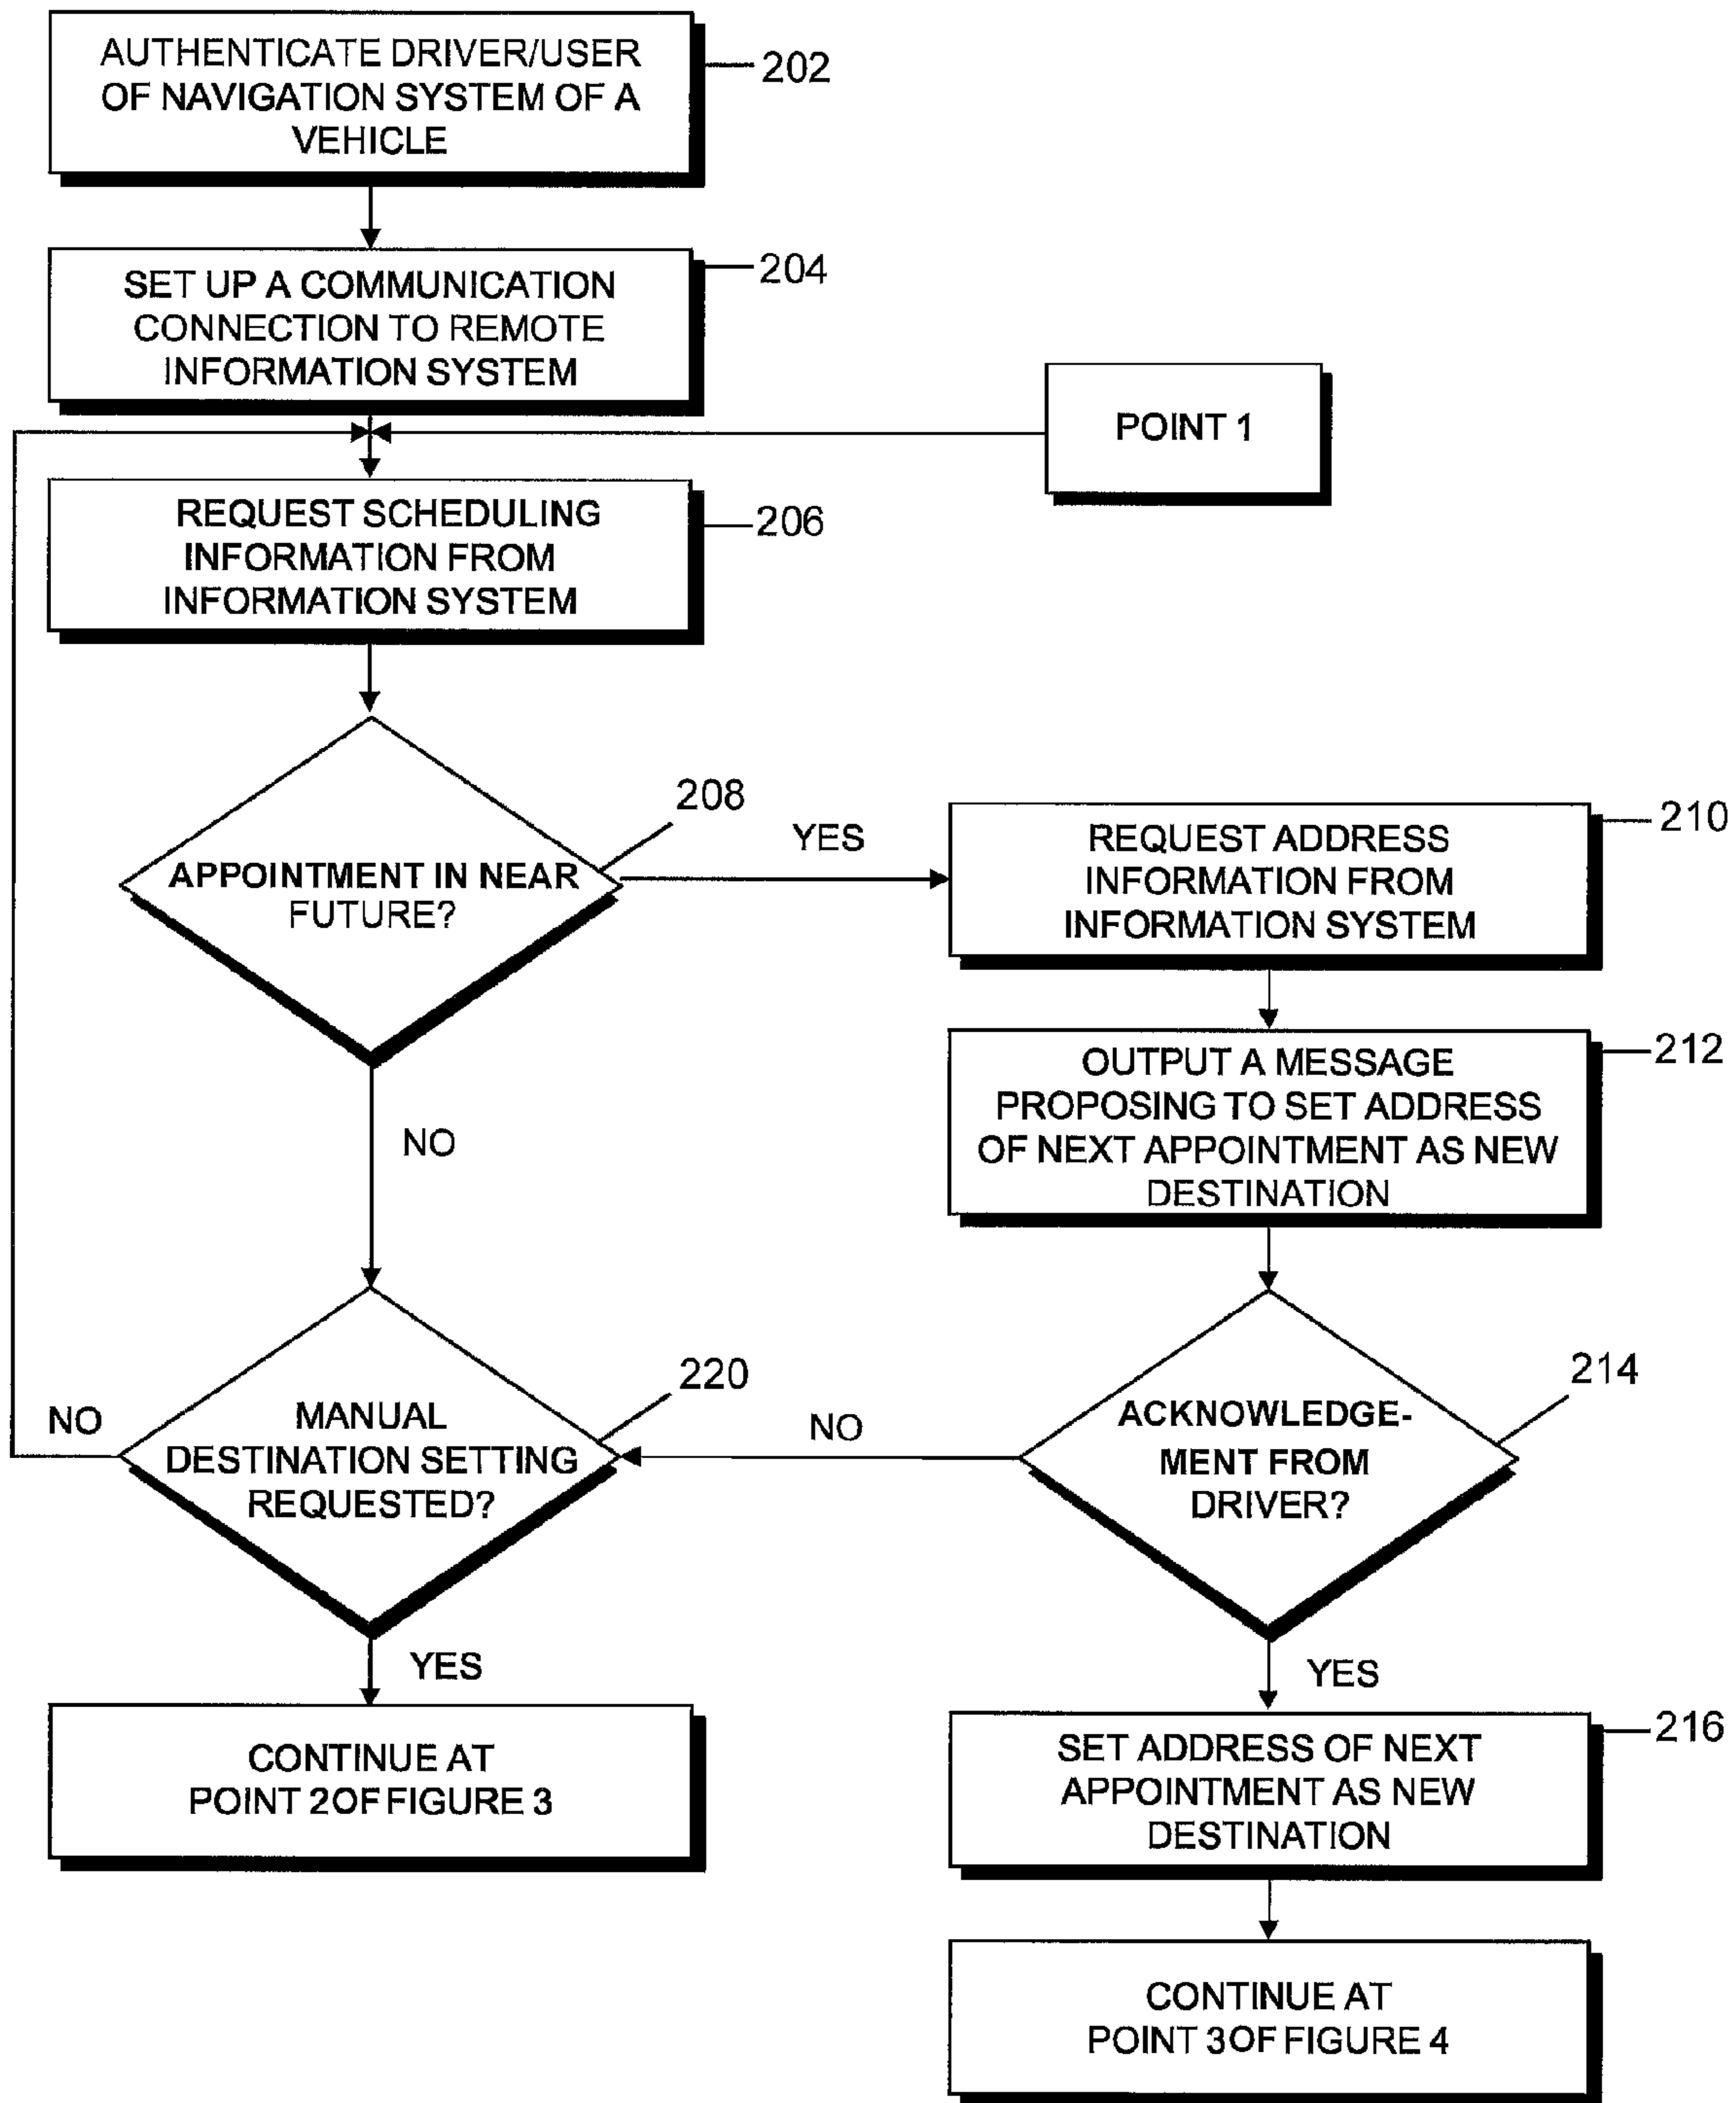 AUTHENTICATE DRIVER/USER
OF NAVIGATION SYSTEM OF A
VEHICLE
202
SET UP A COMMUNICATION
CONNECTION TO REMOTE
INFORMATION SYSTEM
204
POINT 1
REQUEST SCHEDULING
INFORMATION FROM
INFORMATION SYSTEM
206
APPOINTMENT IN NEAR
FUTURE?
208
YES
REQUEST ADDRESS
INFORMATION FROM
INFORMATION SYSTEM
210
OUTPUT A MESSAGE
PROPOSING TO SET ADDRESS
OF NEXT APPOINTMENT AS NEW
DESTINATION
212
NO
MANUAL
DESTINATION SETTING
REQUESTED?
220
NO
NO
ACKNOWLEDGE-
MENT FROM
DRIVER?
214
YES
YES
CONTINUE AT
POINT 2OF FIGURE 3
SET ADDRESS OF NEXT
APPOINTMENT AS NEW
DESTINATION
216
CONTINUE AT
POINT 3OF FIGURE 4